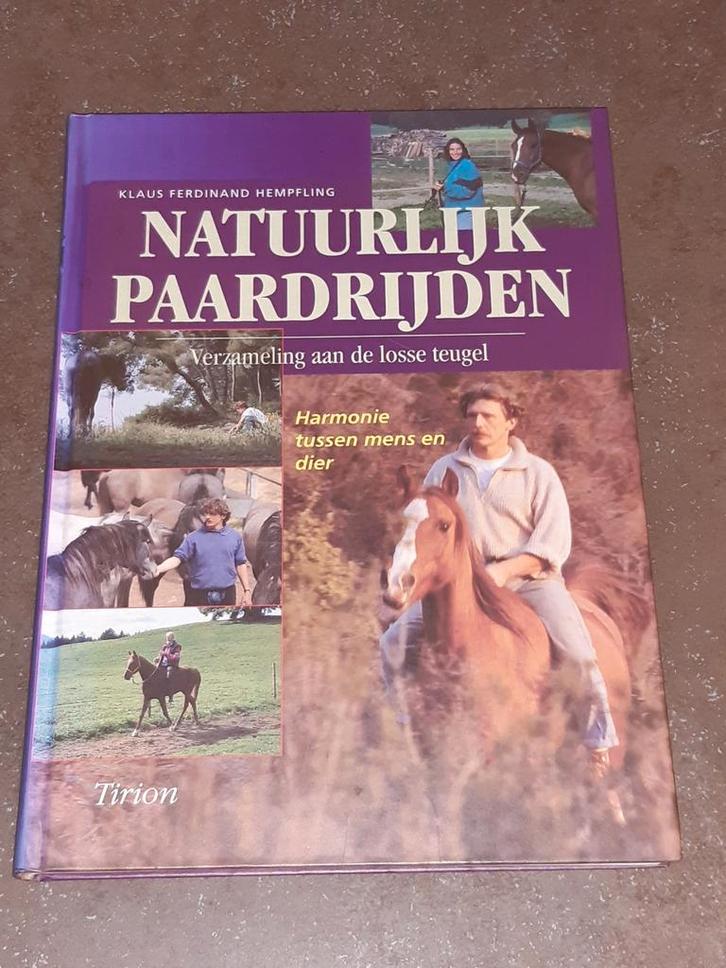 KLAUS FERDINAND HEMPFLING
NATUURLIJK
PAARDRIJDEN
Verzameling aan de losse teugel
Harmonie
tussen mens en
dier
Tirion